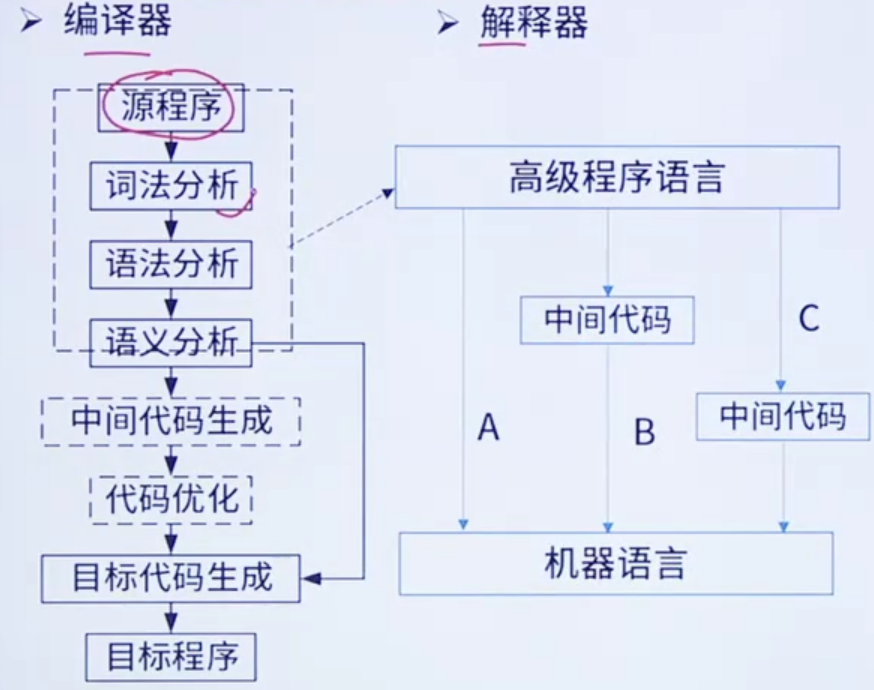 ➢ 编译器
源程序
词法分析
语法分析
语义分析
中间代码生成
代码优化
目标代码生成
目标程序
➢ 解释器
高级程序语言
中间代码
C
中间代码
A
B
机器语言